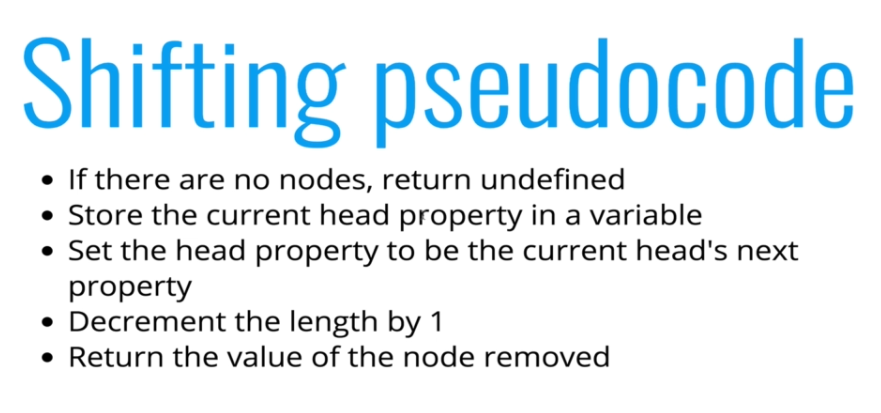 Shifting pseudocode
• If there are no nodes, return undefined
• Store the current head property in a variable
• Set the head property to be the current head's next
property
• Decrement the length by 1
• Return the value of the node removed